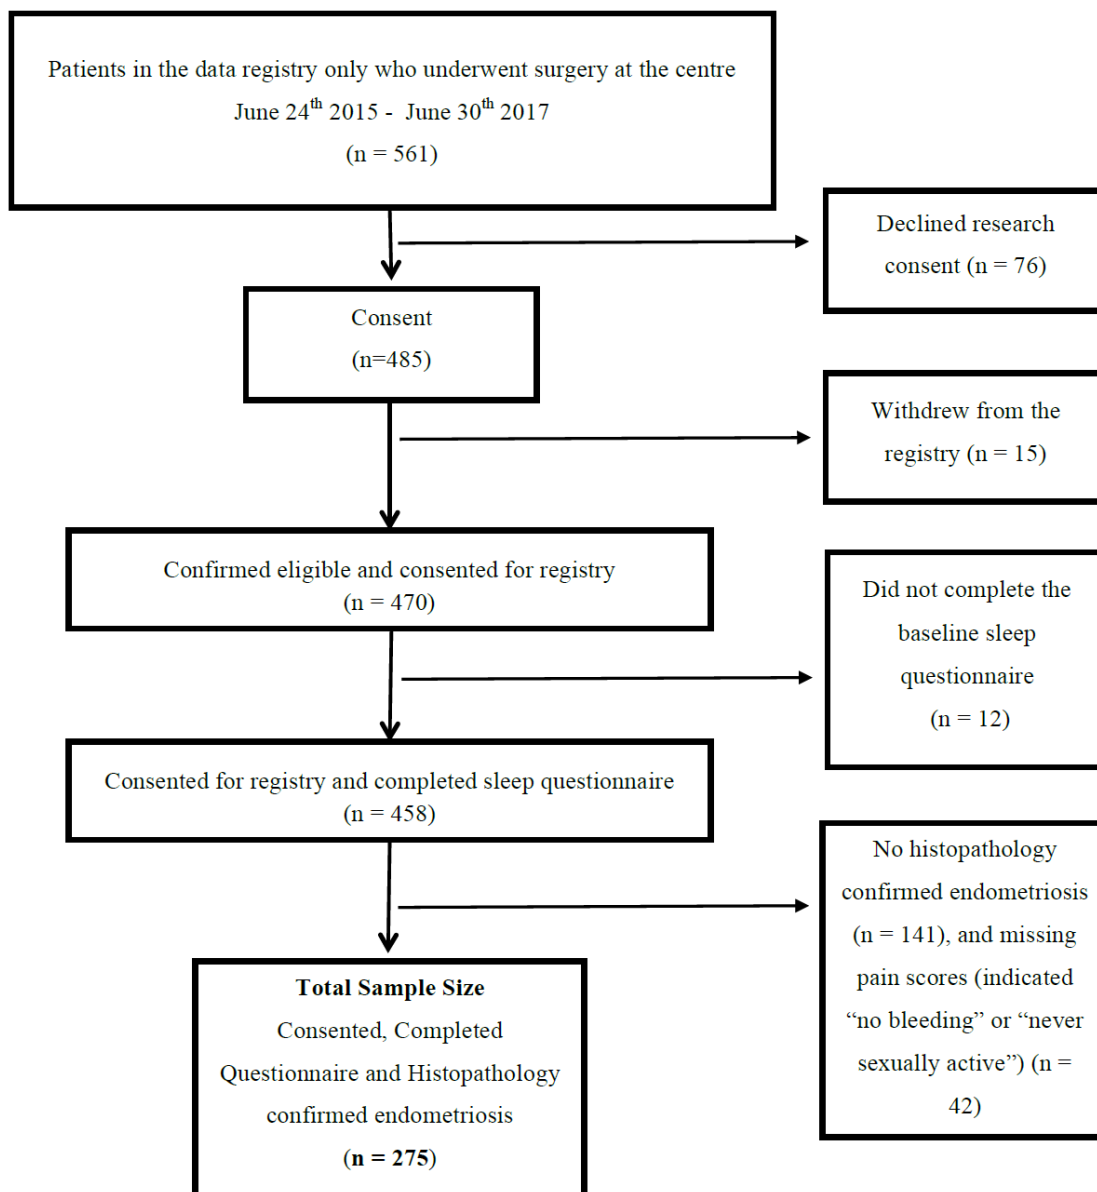 Patients in the data registry only who underwent surgery at the centre
June 24th 2015 - June 30th 2017
(n = 561)
Declined research
consent (n = 76)
Consent
(n=485)
Withdrew from the
registry (n = 15)
Confirmed eligible and consented for registry
(n = 470)
Did not complete the
baseline sleep
questionnaire
(n = 12)
Consented for registry and completed sleep questionnaire
(n = 458)
No histopathology
confirmed endometriosis
(n = 141), and missing
pain scores (indicated
“no bleeding” or “never
sexually active”) (n =
42)
Total Sample Size
Consented, Completed
Questionnaire and Histopathology
confirmed endometriosis
(n = 275)